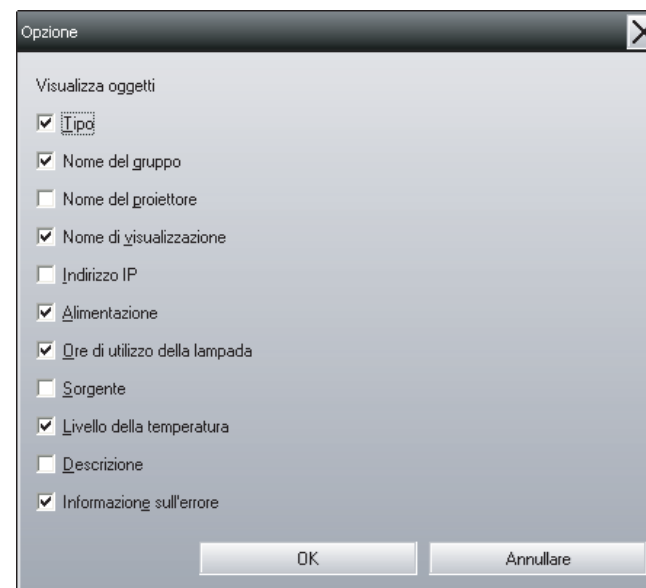 Opzione
Visualizza oggetti
Tipo
Nome del gruppo
Nome del proiettore
Nome di visualizzazione
Indirizzo IP
Alimentazione
Ore di utilizzo della lampada
Sorgente
Livello della temperatura
Descrizione
Informazione sull'errore
OK Annullare